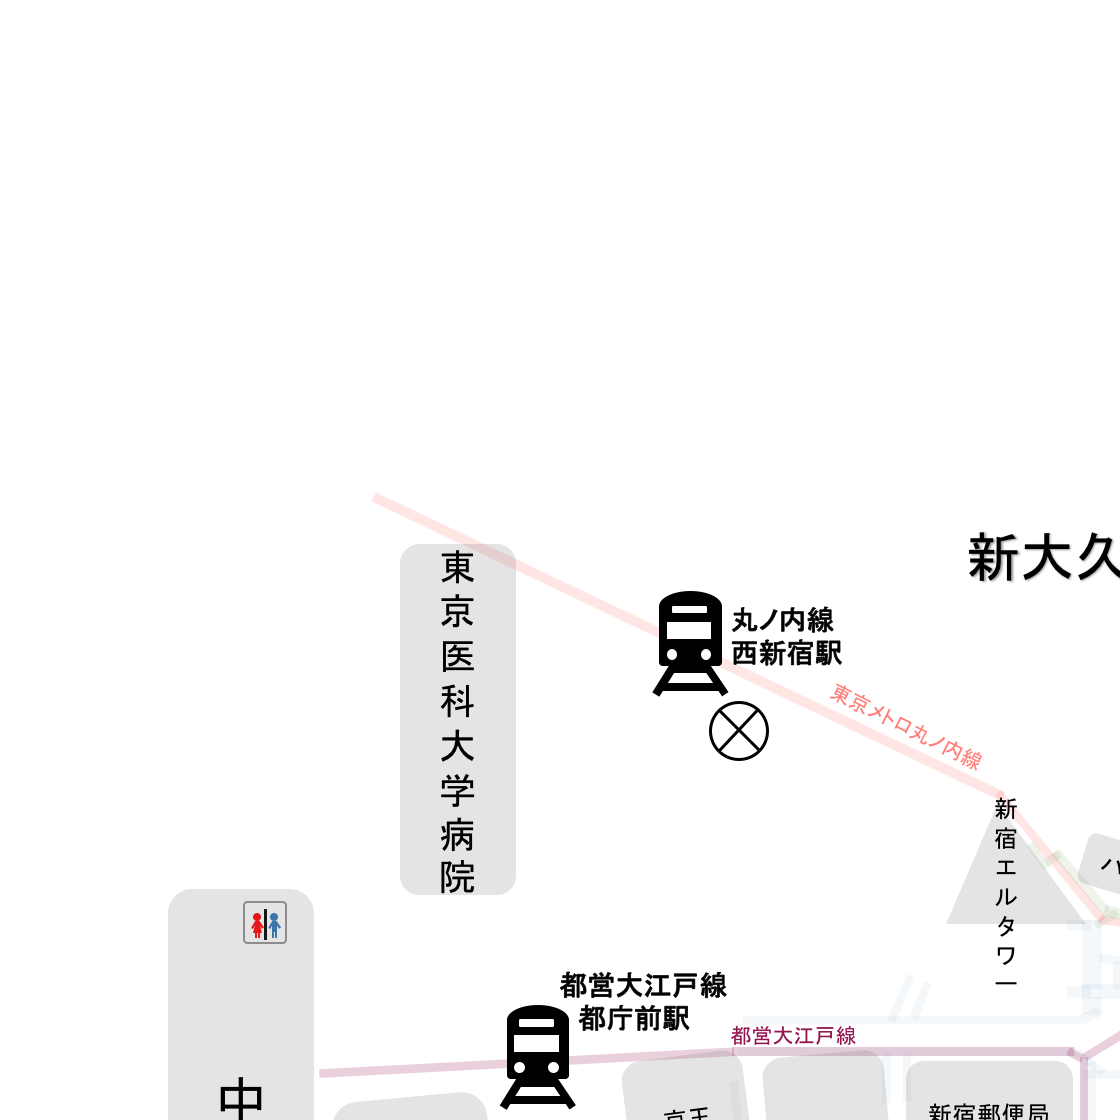 東京医科大学病院
新大久
丸ノ内線
西新宿駅
東京メトロ丸ノ内線
新宿エルタワー
ハ
都営大江戸線
都庁前駅
都営大江戸線
中
京王
新宿郵便局